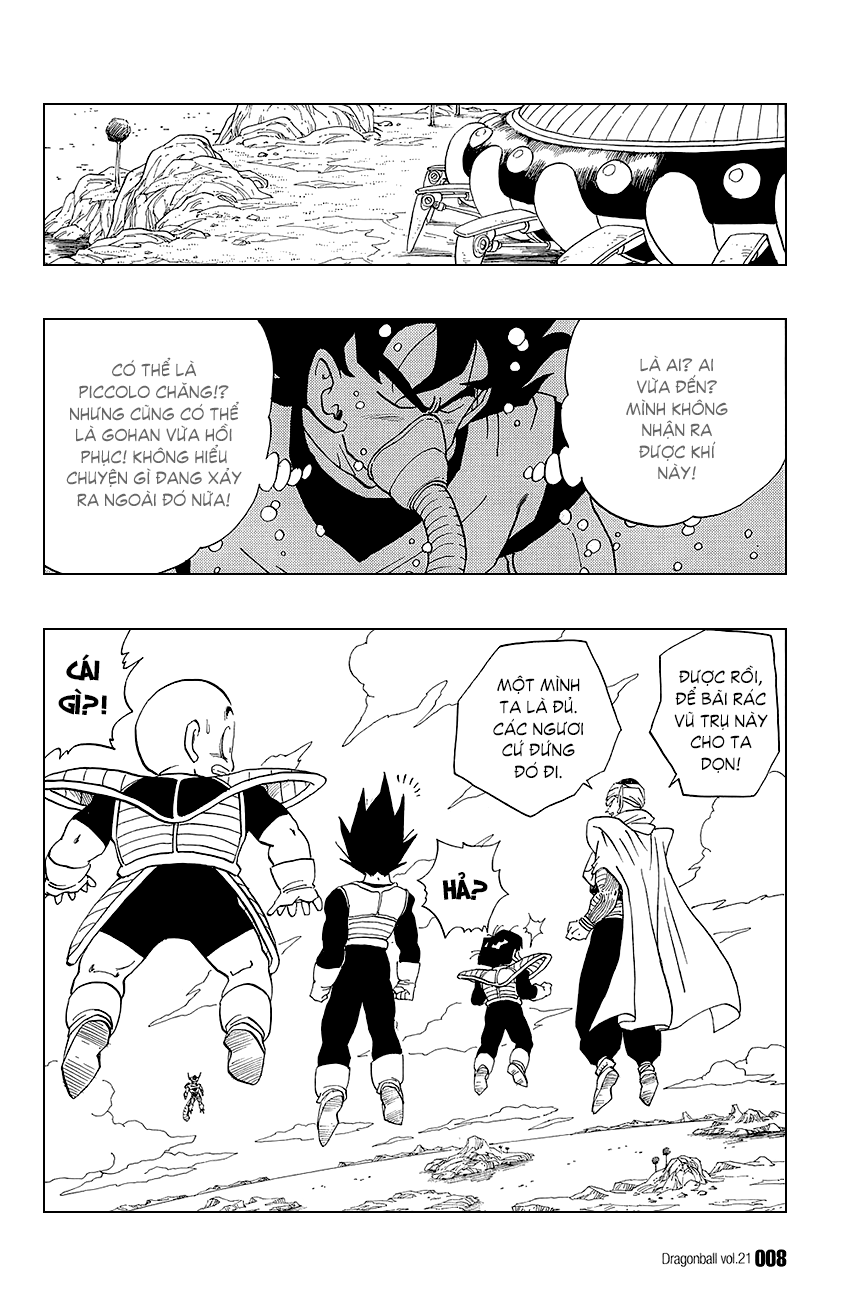 LÀ AI? AI
VỪA ĐẾN?
MÌNH KHÔNG
NHẬN RA
ĐƯỢC KHÍ
NÀY!
CÓ THỂ LÀ
PICCOLO CHĂNG!?
NHƯNG CŨNG CÓ THỂ
LÀ GOHAN VỪA HỒI
PHỤC! KHÔNG HIỂU
CHUYỆN GÌ ĐANG XẢY
RA NGOÀI ĐÓ NỮA!
ĐƯỢC RỒI,
ĐỂ BÃI RÁC
VŨ TRỤ NÀY
CHO TA
DỌN!
MỘT MÌNH
TA LÀ ĐỦ.
CÁC NGƯƠI
CỨ ĐỨNG
ĐÓ ĐI.
HẢ?
CÁI
GÌ?!
Dragonball vol.21 008